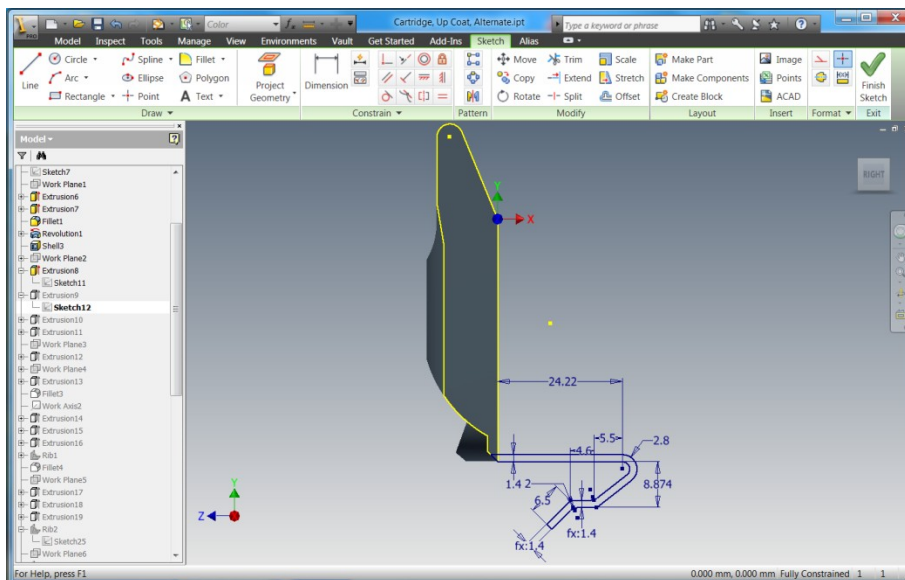 PRO
Color
Cartridge, Up Coat, Alternate.ipt
Type a keyword or phrase
Model Inspect Tools Manage View Environments Vault Get Started Add-Ins Sketch Alias
Line
Circle
Arc
Rectangle
Spline
Ellipse
Point
Fillet
Polygon
Text
Project
Geometry
Dimension
Move
Copy
Rotate
Trim
Extend
Split
Scale
Stretch
Offset
Make Part
Make Components
Create Block
Image
Points
ACAD
Finish
Sketch
Draw Constrain Pattern Modify Layout Insert Format Exit
Model
Sketch7
Work Plane1
Extrusion6
Extrusion7
Fillet1
Revolution1
Shell3
Work Plane2
Extrusion8
Sketch11
Extrusion9
Sketch12
Extrusion10
Extrusion11
Work Plane3
Extrusion12
Work Plane4
Extrusion13
Fillet3
Work Axis2
Extrusion14
Extrusion15
Extrusion16
Rib1
Fillet4
Work Plane5
Extrusion17
Extrusion18
Extrusion19
Rib2
Sketch25
Work Plane6
RIGHT
Y
X
24.22
5.5
2.8
4.6
1.4 2
8.874
6.5
fx:1.4
fx:1.4
Y
Z
For Help, press F1
0.000 mm, 0.000 mm Fully Constrained 1 1